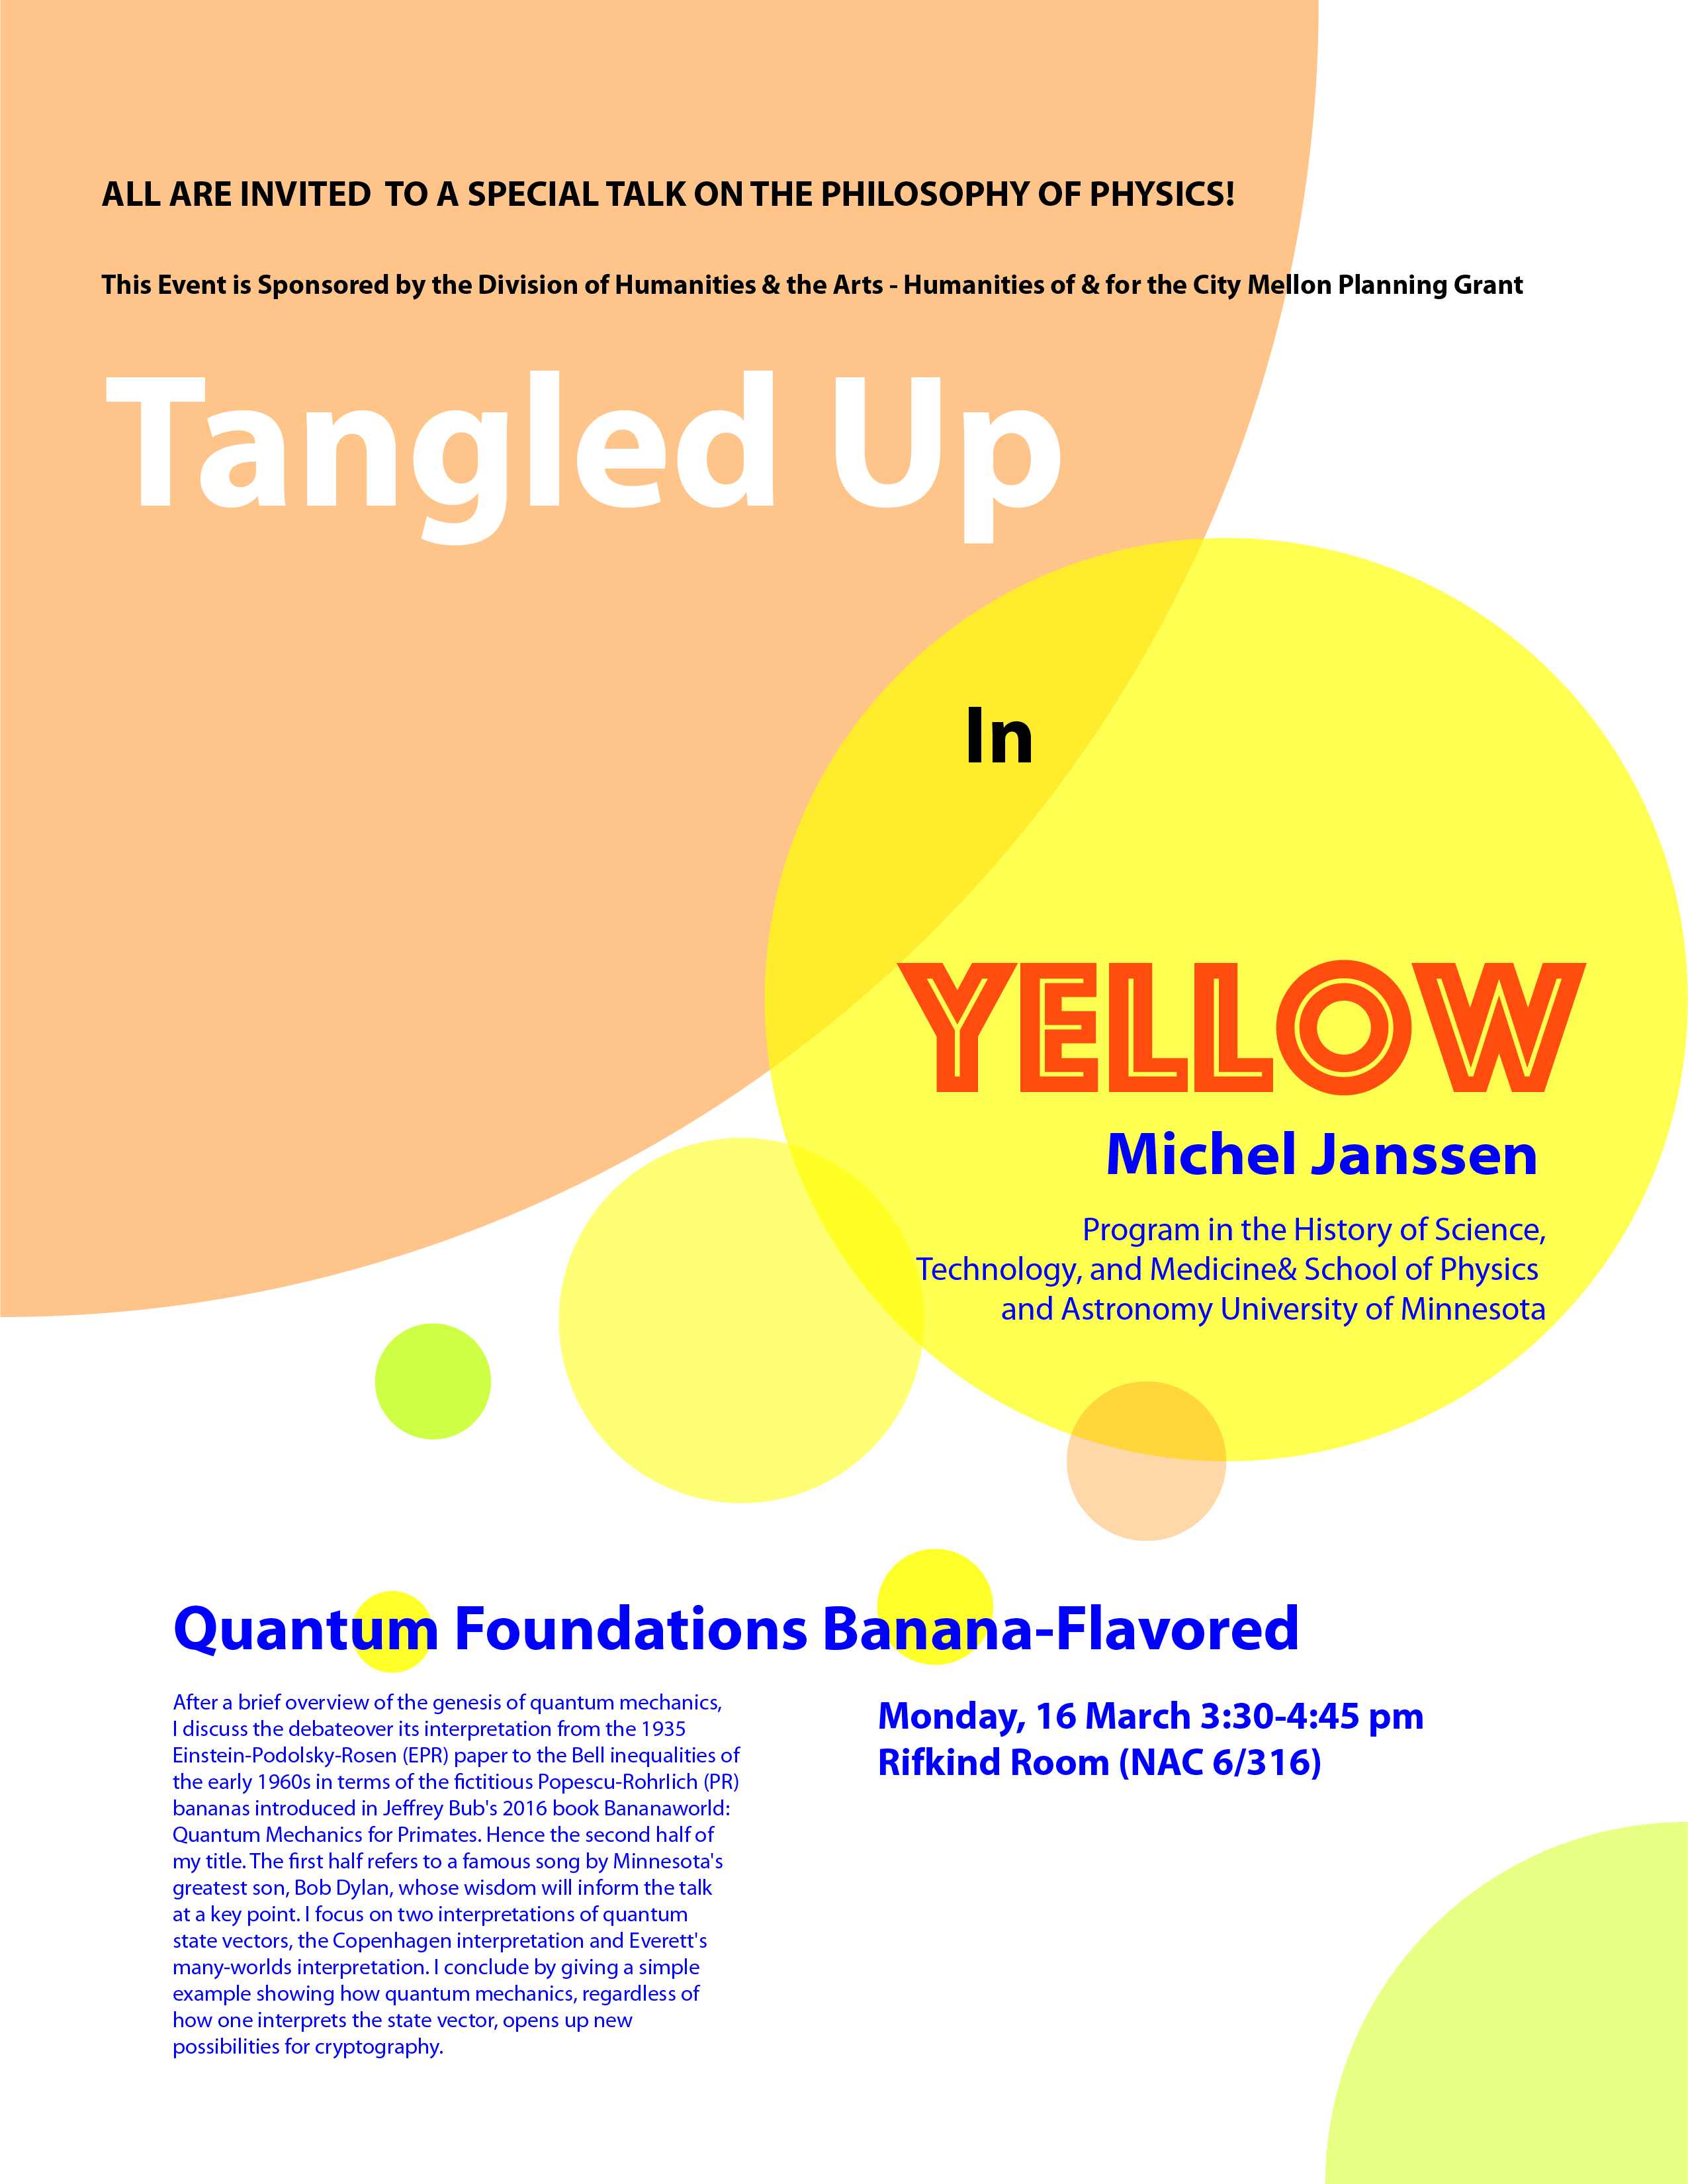 ALL ARE INVITED TO A SPECIAL TALK ON THE PHILOSOPHY OF PHYSICS!
This Event is Sponsored by the Division of Humanities & the Arts - Humanities of & for the City Mellon Planning Grant
Tangled Up
In
YELLOW
Michel Janssen
Program in the History of Science,
Technology, and Medicine& School of Physics
and Astronomy University of Minnesota
Quantum Foundations Banana-Flavored
After a brief overview of the genesis of quantum mechanics,
I discuss the debateover its interpretation from the 1935
Einstein-Podolsky-Rosen (EPR) paper to the Bell inequalities of
the early 1960s in terms of the fictitious Popescu-Rohrlich (PR)
bananas introduced in Jeffrey Bub's 2016 book Bananaworld:
Quantum Mechanics for Primates. Hence the second half of
my title. The first half refers to a famous song by Minnesota's
greatest son, Bob Dylan, whose wisdom will inform the talk
at a key point. I focus on two interpretations of quantum
state vectors, the Copenhagen interpretation and Everett's
many-worlds interpretation. I conclude by giving a simple
example showing how quantum mechanics, regardless of
how one interprets the state vector, opens up new
possibilities for cryptography.
Monday, 16 March 3:30-4:45 pm
Rifkind Room (NAC 6/316)